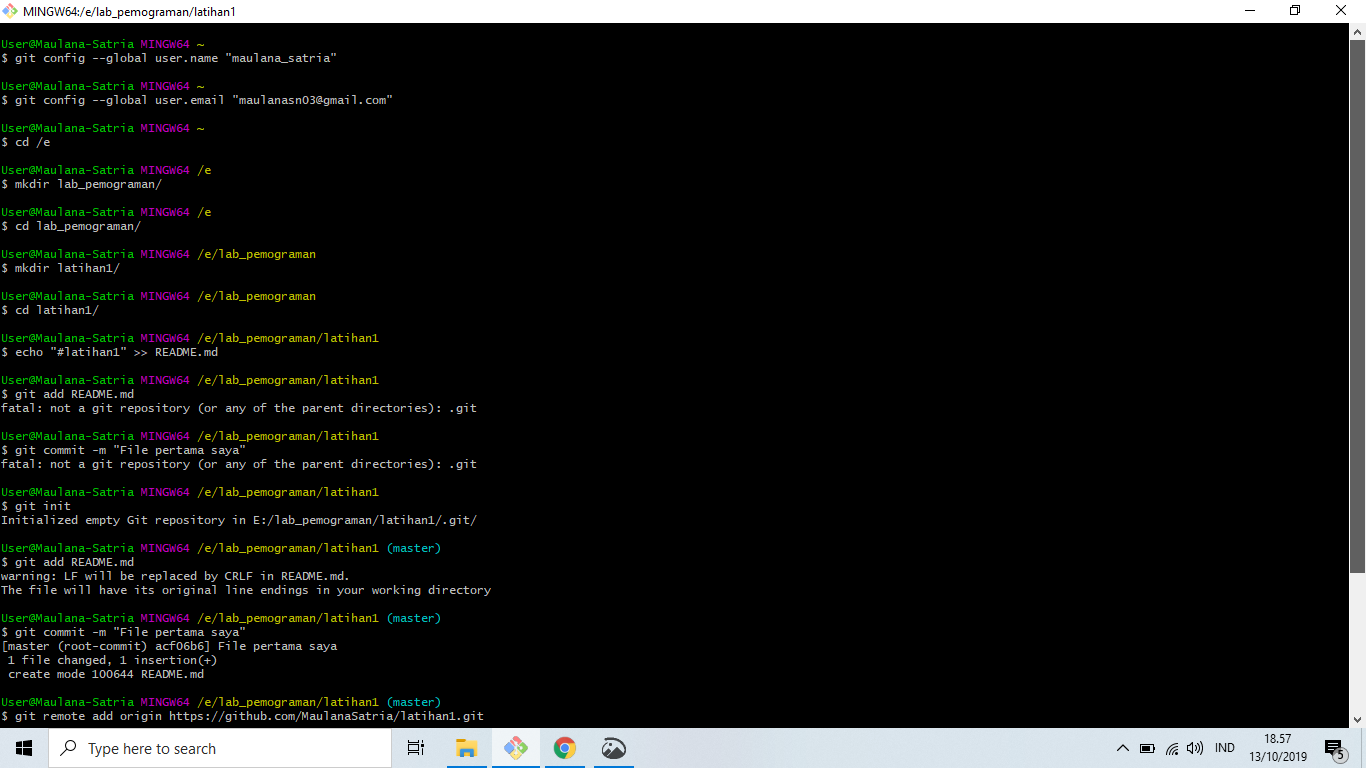 MINGW64:/e/lab_pemograman/latihan1
User@Maulana-Satria MINGW64 ~
$ git config --global user.name "maulana_satria"
User@Maulana-Satria MINGW64 ~
$ git config --global user.email "maulanasn03@gmail.com"
User@Maulana-Satria MINGW64 ~
$ cd /e
User@Maulana-Satria MINGW64 /e
$ mkdir lab_pemograman/
User@Maulana-Satria MINGW64 /e
$ cd lab_pemograman/
User@Maulana-Satria MINGW64 /e/lab_pemograman
$ mkdir latihan1/
User@Maulana-Satria MINGW64 /e/lab_pemograman
$ cd latihan1/
User@Maulana-Satria MINGW64 /e/lab_pemograman/latihan1
$ echo "#latihan1" >> README.md
User@Maulana-Satria MINGW64 /e/lab_pemograman/latihan1
$ git add README.md
fatal: not a git repository (or any of the parent directories): .git
User@Maulana-Satria MINGW64 /e/lab_pemograman/latihan1
$ git commit -m "File pertama saya"
fatal: not a git repository (or any of the parent directories): .git
User@Maulana-Satria MINGW64 /e/lab_pemograman/latihan1
$ git init
Initialized empty Git repository in E:/lab_pemograman/latihan1/.git/
User@Maulana-Satria MINGW64 /e/lab_pemograman/latihan1 (master)
$ git add README.md
warning: LF will be replaced by CRLF in README.md.
The file will have its original line endings in your working directory
User@Maulana-Satria MINGW64 /e/lab_pemograman/latihan1 (master)
$ git commit -m "File pertama saya"
[master (root-commit) acf06b6] File pertama saya
 1 file changed, 1 insertion(+)
 create mode 100644 README.md
User@Maulana-Satria MINGW64 /e/lab_pemograman/latihan1 (master)
$ git remote add origin https://github.com/MaulanaSatria/latihan1.git
Type here to search
IND
18.57
13/10/2019
5